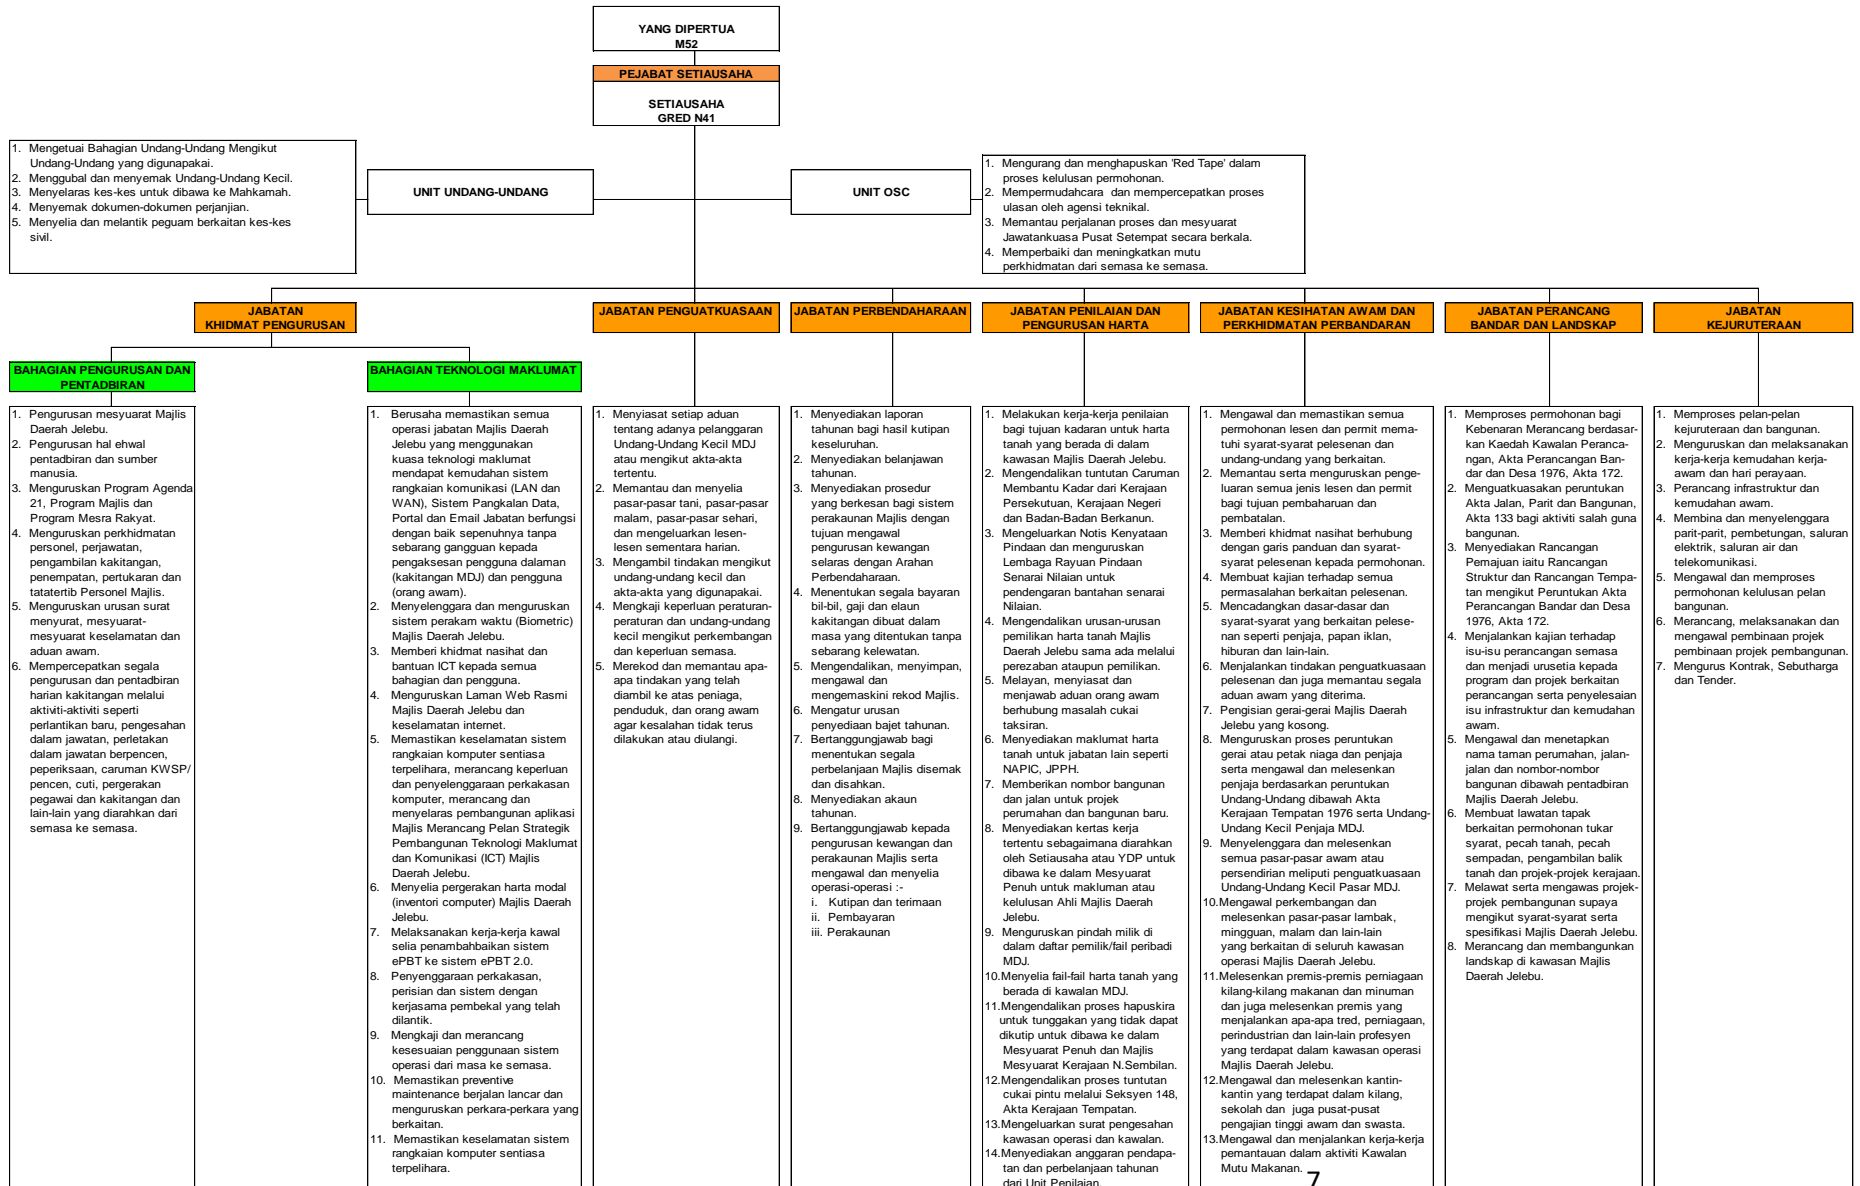 YANG DIPERTUA
M52
PEJABAT SETIAUSAHA
SETIAUSAHA
GRED N41
1. Mengetuai Bahagian Undang-Undang Mengikut
Undang-Undang yang digunapakai.
2. Menggubal dan menyemak Undang-Undang Kecil.
3. Menyelaras kes-kes untuk dibawa ke Mahkamah.
4. Menyemak dokumen-dokumen perjanjian.
5. Menyelia dan melantik peguam berkaitan kes-kes
sivil.
UNIT UNDANG-UNDANG
UNIT OSC
1. Mengurang dan menghapuskan 'Red Tape' dalam
proses kelulusan permohonan.
2. Mempermudahcara dan mempercepatkan proses
ulasan oleh agensi teknikal.
3. Memantau perjalanan proses dan mesyuarat
Jawatankuasa Pusat Setempat secara berkala.
4. Memperbaiki dan meningkatkan mutu
perkhidmatan dari semasa ke semasa.
JABATAN
KHIDMAT PENGURUSAN
JABATAN PENGUATKUASAAN
JABATAN PERBENDAHARAAN
JABATAN PENILAIAN DAN
PENGURUSAN HARTA
JABATAN KESIHATAN AWAM DAN
PERKHIDMATAN PERBANDARAN
JABATAN PERANCANG
BANDAR DAN LANDSKAP
JABATAN
KEJURUTERAAN
BAHAGIAN PENGURUSAN DAN
PENTADBIRAN
BAHAGIAN TEKNOLOGI MAKLUMAT
1. Pengurusan mesyuarat Majlis
Daerah Jelebu.
2. Pengurusan hal ehwal
pentadbiran dan sumber
manusia.
3. Menguruskan Program Agenda
21, Program Majlis dan
Program Mesra Rakyat.
4. Menguruskan perkhidmatan
personel, perjawatan,
pengambilan kakitangan,
penempatan, pertukaran dan
tatatertib Personel Majlis.
5. Menguruskan urusan surat
menyurat, mesyuarat-
mesyuarat keselamatan dan
aduan awam.
6. Mempercepatkan segala
pengurusan dan pentadbiran
harian kakitangan melalui
aktiviti-aktiviti seperti
perlantikan baru, pengesahan
dalam jawatan, perletakan
dalam jawatan berpencen,
peperiksaan, caruman KWSP/
pencen, cuti, pergerakan
pegawai dan kakitangan dan
lain-lain yang diarahkan dari
semasa ke semasa.
1. Berusaha memastikan semua
operasi jabatan Majlis Daerah
Jelebu yang menggunakan
kuasa teknologi maklumat
mendapat kemudahan sistem
rangkaian komunikasi (LAN dan
WAN), Sistem Pangkalan Data,
Portal dan Email Jabatan berfungsi
dengan baik sepenuhnya tanpa
sebarang gangguan kepada
pengaksesan pengguna dalaman
(kakitangan MDJ) dan pengguna
(orang awam).
2. Menyelenggara dan menguruskan
sistem perakam waktu (Biometric)
Majlis Daerah Jelebu.
3. Memberi khidmat nasihat dan
bantuan ICT kepada semua
bahagian dan pengguna.
4. Menguruskan Laman Web Rasmi
Majlis Daerah Jelebu dan
keselamatan internet.
5. Memastikan keselamatan sistem
rangkaian komputer sentiasa
terpelihara, merancang keperluan
dan penyelenggaraan perkakasan
komputer, merancang dan
menyelaras pembangunan aplikasi
Majlis Merancang Pelan Strategik
Pembangunan Teknologi Maklumat
dan Komunikasi (ICT) Majlis
Daerah Jelebu.
6. Menyelia pergerakan harta modal
(inventori computer) Majlis Daerah
Jelebu.
7. Melaksanakan kerja-kerja kawal
selia penambahbaikan sistem
ePBT ke sistem ePBT 2.0.
8. Penyenggaraan perkakasan,
perisian dan sistem dengan
kerjasama pembekal yang telah
dilantik.
9. Mengkaji dan merancang
kesesuaian penggunaan sistem
operasi dari masa ke semasa.
10. Memastikan preventive
maintenance berjalan lancar dan
menguruskan perkara-perkara yang
berkaitan.
11. Memastikan keselamatan sistem
rangkaian komputer sentiasa
terpelihara.
1. Menyiasat setiap aduan
tentang adanya pelanggaran
Undang-Undang Kecil MDJ
atau mengikut akta-akta
tertentu.
2. Memantau dan menyelia
pasar-pasar tani, pasar-pasar
malam, pasar-pasar sehari,
dan mengeluarkan lesen-
lesen sementara harian.
3. Mengambil tindakan mengikut
undang-undang kecil dan
akta-akta yang digunapakai.
4. Mengkaji keperluan peraturan-
peraturan dan undang-undang
kecil mengikut perkembangan
dan keperluan semasa.
5. Merekod dan memantau apa-
apa tindakan yang telah
diambil ke atas peniaga,
penduduk, dan orang awam
agar kesalahan tidak terus
dilakukan atau diulangi.
1. Menyediakan laporan
tahunan bagi hasil kutipan
keseluruhan.
2. Menyediakan belanjawan
tahunan.
3. Menyediakan prosedur
yang berkesan bagi sistem
perakaunan Majlis dengan
tujuan mengawal
pengurusan kewangan
selaras dengan Arahan
Perbendaharaan.
4. Menentukan segala bayaran
bil-bil, gaji dan elaun
kakitangan dibuat dalam
masa yang ditentukan tanpa
sebarang kelewatan.
5. Mengendalikan, menyimpan,
mengawal dan
mengemaskini rekod Majlis.
6. Mengatur urusan
penyediaan bajet tahunan.
7. Bertanggungjawab bagi
menentukan segala
perbelanjaan Majlis disemak
dan disahkan.
8. Menyediakan akaun
tahunan.
9. Bertanggungjawab kepada
pengurusan kewangan dan
perakaunan Majlis serta
mengawal dan menyelia
operasi-operasi :-
i. Kutipan dan terimaan
ii. Pembayaran
iii. Perakaunan
1. Melakukan kerja-kerja penilaian
bagi tujuan kadaran untuk harta
tanah yang berada di dalam
kawasan Majlis Daerah Jelebu.
2. Mengendalikan tuntutan Caruman
Membantu Kadar dari Kerajaan
Persekutuan, Kerajaan Negeri
dan Badan-Badan Berkanun.
3. Mengeluarkan Notis Kenyataan
Pindaan dan menguruskan
Lembaga Rayuan Pindaan
Senarai Nilaian untuk
pendengaran bantahan senarai
Nilaian.
4. Mengendalikan urusan-urusan
pemilikan harta tanah Majlis
Daerah Jelebu sama ada melalui
perezaban ataupun pemilikan.
5. Melayan, menyiasat dan
menjawab aduan orang awam
berhubung masalah cukai
taksiran.
6. Menyediakan maklumat harta
tanah untuk jabatan lain seperti
NAPIC, JPPH.
7. Memberikan nombor bangunan
dan jalan untuk projek
perumahan dan bangunan baru.
8. Menyediakan kertas kerja
tertentu sebagaimana diarahkan
oleh Setiausaha atau YDP untuk
dibawa ke dalam Mesyuarat
Penuh untuk makluman atau
kelulusan Ahli Majlis Daerah
Jelebu.
9. Menguruskan pindah milik di
dalam daftar pemilik/fail peribadi
MDJ.
10.Menyelia fail-fail harta tanah yang
berada di kawalan MDJ.
11.Mengendalikan proses hapuskira
untuk tunggakan yang tidak dapat
dikutip untuk dibawa ke dalam
Mesyuarat Penuh dan Majlis
Mesyuarat Kerajaan N.Sembilan.
12.Mengendalikan proses tuntutan
cukai pintu melalui Seksyen 148,
Akta Kerajaan Tempatan.
13.Mengeluarkan surat pengesahan
kawasan operasi dan kawalan.
14.Menyediakan anggaran pendapa-
tan dan perbelanjaan tahunan
dari Unit Penilaian.
1. Mengawal dan memastikan semua
permohonan lesen dan permit mema-
tuhi syarat-syarat pelesenan dan
undang-undang yang berkaitan.
2. Memantau serta menguruskan penge-
luaran semua jenis lesen dan permit
bagi tujuan pembaharuan dan
pembatalan.
3. Memberi khidmat nasihat berhubung
dengan garis panduan dan syarat-
syarat pelesenan kepada permohonan.
4. Membuat kajian terhadap semua
permasalahan berkaitan pelesenan.
5. Mencadangkan dasar-dasar dan
syarat-syarat yang berkaitan pelese-
nan seperti penjaja, papan iklan,
hiburan dan lain-lain.
6. Menjalankan tindakan penguatkuasaan
pelesenan dan juga memantau segala
aduan awam yang diterima.
7. Pengisian gerai-gerai Majlis Daerah
Jelebu yang kosong.
8. Menguruskan proses peruntukan
gerai atau petak niaga dan penjaja
serta mengawal dan melesenkan
penjaja berdasarkan peruntukan
Undang-Undang dibawah Akta
Kerajaan Tempatan 1976 serta Undang-
Undang Kecil Penjaja MDJ.
9. Menyelenggara dan melesenkan
semua pasar-pasar awam atau
persendirian meliputi penguatkuasaan
Undang-Undang Kecil Pasar MDJ.
10.Mengawal perkembangan dan
melesenkan pasar-pasar lambak,
mingguan, malam dan lain-lain
yang berkaitan di seluruh kawasan
operasi Majlis Daerah Jelebu.
11.Melesenkan premis-premis perniagaan
kilang-kilang makanan dan minuman
dan juga melesenkan premis yang
menjalankan apa-apa tred, perniagaan,
perindustrian dan lain-lain profesyen
yang terdapat dalam kawasan operasi
Majlis Daerah Jelebu.
12.Mengawal dan melesenkan kantin-
kantin yang terdapat dalam kilang,
sekolah dan juga pusat-pusat
pengajian tinggi awam dan swasta.
13.Mengawal dan menjalankan kerja-kerja
pemantauan dalam aktiviti Kawalan
Mutu Makanan.
1. Memproses permohonan bagi
Kebenaran Merancang berdasar-
kan Kaedah Kawalan Peranca-
ngan, Akta Perancangan Ban-
dar dan Desa 1976, Akta 172.
2. Menguatkuasakan peruntukan
Akta Jalan, Parit dan Bangunan,
Akta 133 bagi aktiviti salah guna
bangunan.
3. Menyediakan Rancangan
Pemajuan iaitu Rancangan
Struktur dan Rancangan Tempa-
tan mengikut Peruntukan Akta
Perancangan Bandar dan Desa
1976, Akta 172.
4. Menjalankan kajian terhadap
isu-isu perancangan semasa
dan menjadi urusetia kepada
program dan projek berkaitan
perancangan serta penyelesaian
isu infrastruktur dan kemudahan
awam.
5. Mengawal dan menetapkan
nama taman perumahan, jalan-
jalan dan nombor-nombor
bangunan dibawah pentadbiran
Majlis Daerah Jelebu.
6. Membuat lawatan tapak
berkaitan permohonan tukar
syarat, pecah tanah, pecah
sempadan, pengambilan balik
tanah dan projek-projek kerajaan.
7. Melawat serta mengawas projek-
projek pembangunan supaya
mengikut syarat-syarat serta
spesifikasi Majlis Daerah Jelebu.
8. Merancang dan membangunkan
landskap di kawasan Majlis
Daerah Jelebu.
1. Memproses pelan-pelan
kejuruteraan dan bangunan.
2. Menguruskan dan melaksanakan
kerja-kerja kemudahan kerja-
awam dan hari perayaan.
3. Perancang infrastruktur dan
kemudahan awam.
4. Membina dan menyelenggara
parit-parit, pembetungan, saluran
elektrik, saluran air dan
telekomunikasi.
5. Mengawal dan memproses
permohonan kelulusan pelan
bangunan.
6. Merancang, melaksanakan dan
mengawal pembinaan projek
pembinaan projek pembangunan.
7. Mengurus Kontrak, Sebutharga
dan Tender.
7